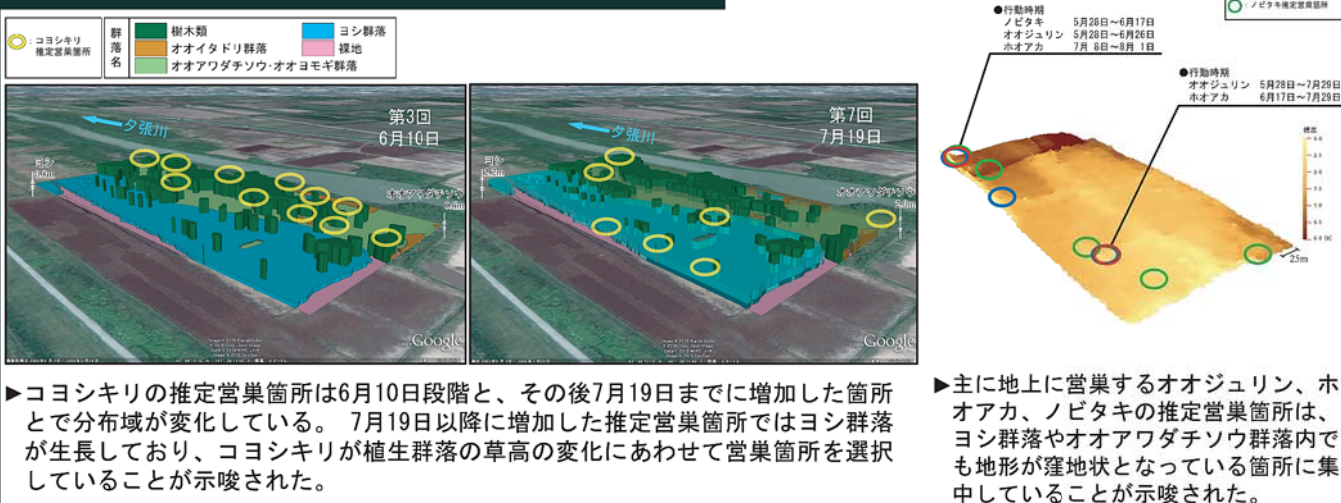 コヨシキリ
推定営巣箇所
群落名
樹木類
ヨシ群落
オオイタドリ群落
裸地
オオアワダチソウ・オオヨモギ群落
第3回
6月10日
夕張川
ヨシ
オオアワダチソウ
Google
第7回
7月19日
夕張川
ヨシ
2.2m
オオアワダチソウ
2.0m
Google
▶コヨシキリの推定営巣箇所は6月10日段階と、その後7月19日までに増加した箇所
とで分布域が変化している。 7月19日以降に増加した推定営巣箇所ではヨシ群落
が生長しており、コヨシキリが植生群落の草高の変化にあわせて営巣箇所を選択
していることが示唆された。
：ノビタキ推定営巣箇所
●行動時期
ノビタキ 5月28日～6月17日
オオジュリン 5月28日～6月26日
ホオアカ 7月 8日～8月 1日
●行動時期
オオジュリン 5月28日～7月29日
ホオアカ 6月17日～7月29日
25m
▶主に地上に営巣するオオジュリン、ホ
オアカ、ノビタキの推定営巣箇所は、
ヨシ群落やオオアワダチソウ群落内で
も地形が窪地状となっている箇所に集
中していることが示唆された。